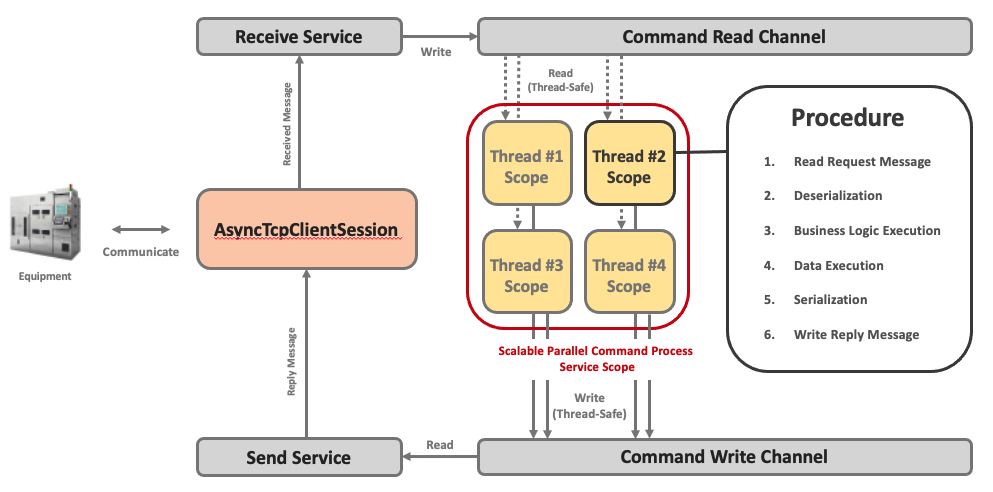 Receive Service
Write
Command Read Channel
Read
(Thread-Safe)
Received Message
Thread #1
Scope
Thread #2
Scope
Thread #3
Scope
Thread #4
Scope
Procedure
1. Read Request Message
2. Deserialization
3. Business Logic Execution
4. Data Execution
5. Serialization
6. Write Reply Message
AsyncTcpClientSession
Communicate
Equipment
Scalable Parallel Command Process
Service Scope
Reply Message
Write
(Thread-Safe)
Send Service
Read
Command Write Channel